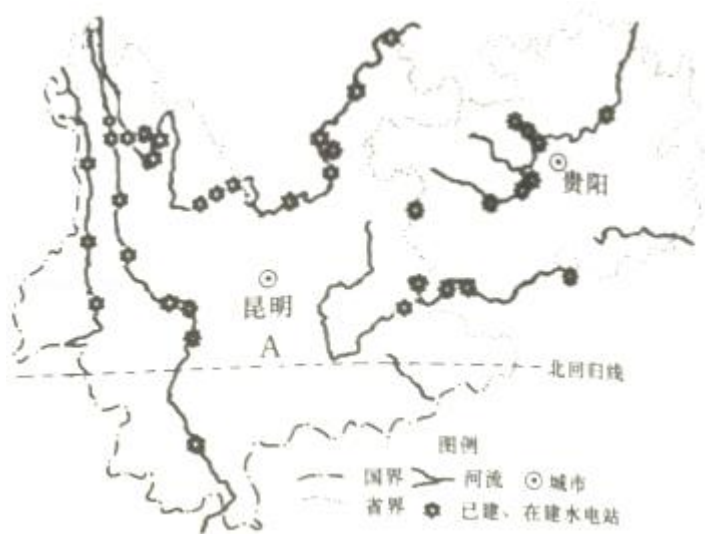 贵阳
昆明
A
北回归线
图例
国界
河流
城市
省界
已建、在建水电站